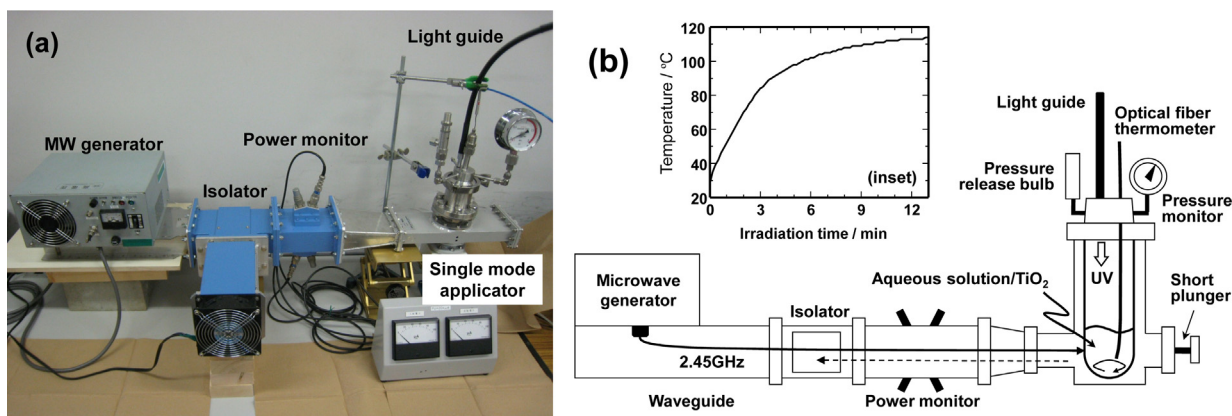 (a)
Light guide
MW generator
Power monitor
Isolator
Single mode
applicator
(b)
Temperature / °C
120
100
80
60
40
20
0
3
6
9
12
(inset)
Irradiation time / min
Light guide
Optical fiber
thermometer
Pressure
release bulb
Pressure
monitor
UV
Microwave
generator
Aqueous solution/TiO₂
Short
plunger
Isolator
2.45GHz
Waveguide
Power monitor